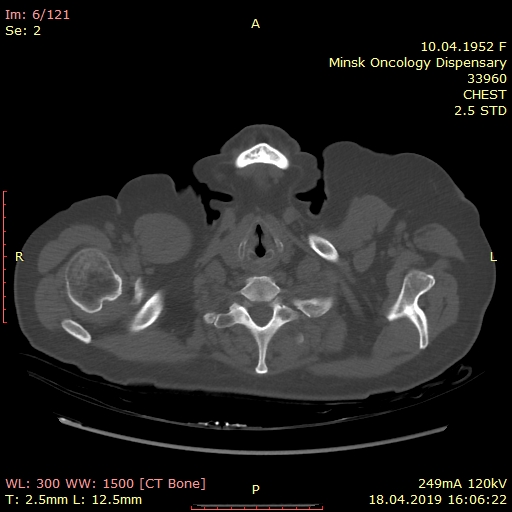 Im: 6/121
Se: 2
A
10.04.1952 F
Minsk Oncology Dispensary
33960
CHEST
2.5 STD
R
L
WL: 300 WW: 1500 [CT Bone]
T: 2.5mm L: 12.5mm
P
249mA 120kV
18.04.2019 16:06:22